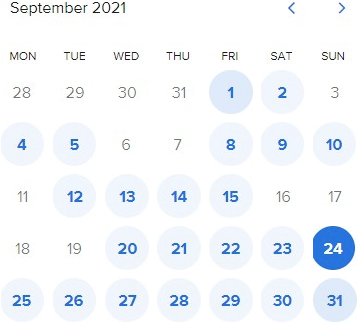 September 2021
MON TUE WED THU FRI SAT SUN
28 29 30 31 1 2 3
4 5 6 7 8 9 10
11 12 13 14 15 16 17
18 19 20 21 22 23 24
25 26 27 28 29 30 31